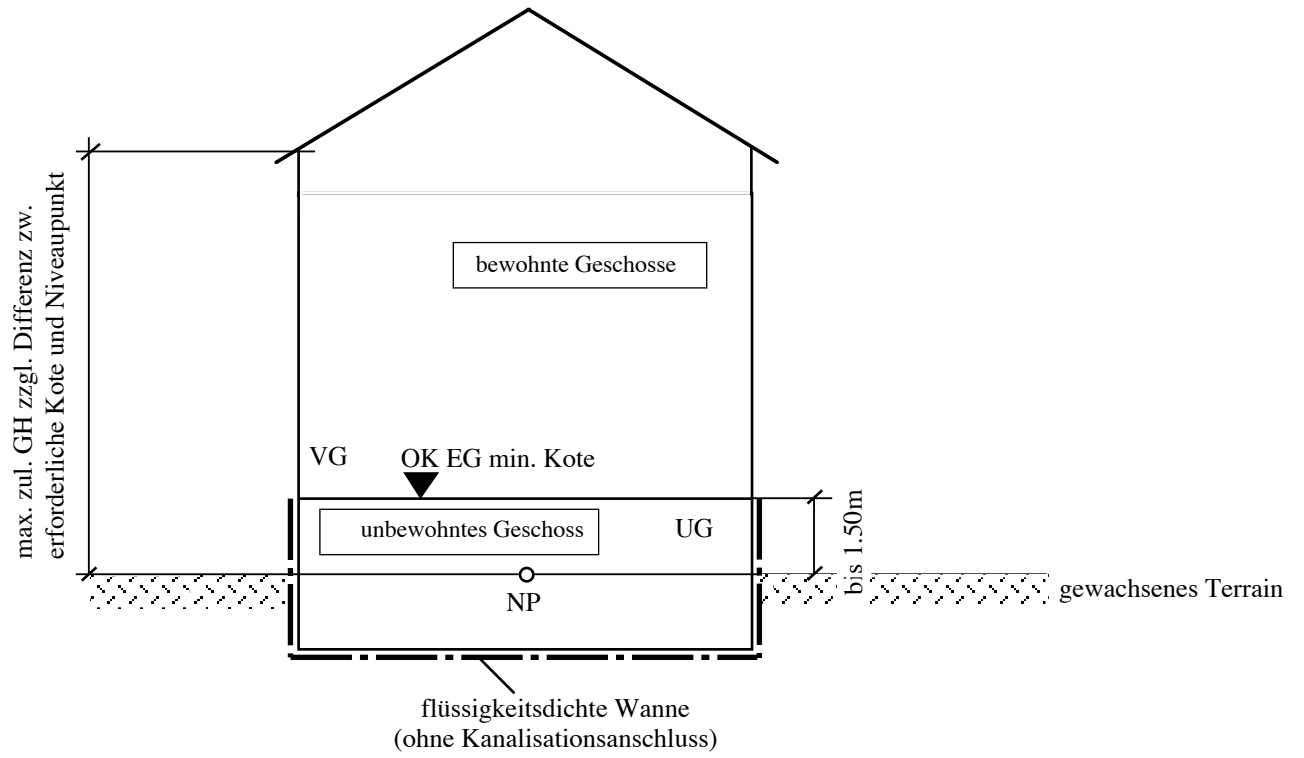 max. zul. GH zzgl. Differenz zw.
erforderliche Kote und Niveaupunkt
bewohnte Geschosse
VG
OK EG min. Kote
unbewohntes Geschoss
UG
bis 1.50m
NP
gewachsenes Terrain
flüssigkeitsdichte Wanne
(ohne Kanalisationsanschluss)